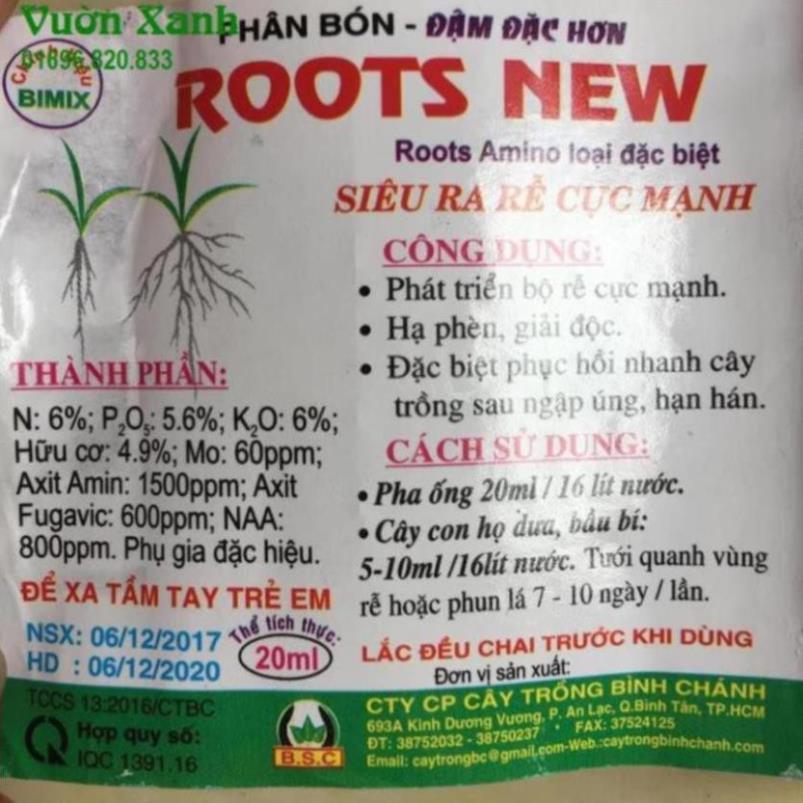 Vườn Xanh
01696.820.833
PHÂN BÓN - ĐẬM ĐẶC HƠN
BIMIX
ROOTS NEW
Roots Amino loại đặc biệt
SIÊU RA RỄ CỰC MẠNH
CÔNG DỤNG:
• Phát triển bộ rễ cực mạnh.
• Hạ phèn, giải độc.
• Đặc biệt phục hồi nhanh cây
trồng sau ngập úng, hạn hán.
THÀNH PHẦN:
N: 6%; P₂O₅: 5.6%; K₂O: 6%;
Hữu cơ: 4.9%; Mo: 60ppm;
Axit Amin: 1500ppm; Axit
Fugavic: 600ppm; NAA:
800ppm. Phụ gia đặc hiệu.
CÁCH SỬ DỤNG:
• Pha ống 20ml / 16 lít nước.
• Cây con họ dưa, bầu bí:
5-10ml /16lít nước. Tưới quanh vùng
rễ hoặc phun lá 7 - 10 ngày / lần.
ĐỂ XA TẦM TAY TRẺ EM
NSX: 06/12/2017
HD : 06/12/2020
Thể tích thực:
20ml
LẮC ĐỀU CHAI TRƯỚC KHI DÙNG
Đơn vị sản xuất:
TCCS 13:2016/CTBC
Hợp quy số:
IQC 1391.16
B.S.C
CTY CP CÂY TRỒNG BÌNH CHÁNH
693A Kinh Dương Vương, P. An Lạc, Q.Bình Tân, TP.HCM
ĐT: 38752032 - 38750237 • FAX: 37524125
Email: caytrongbc@gmail.com-Web.:caytrongbinhchanh.com